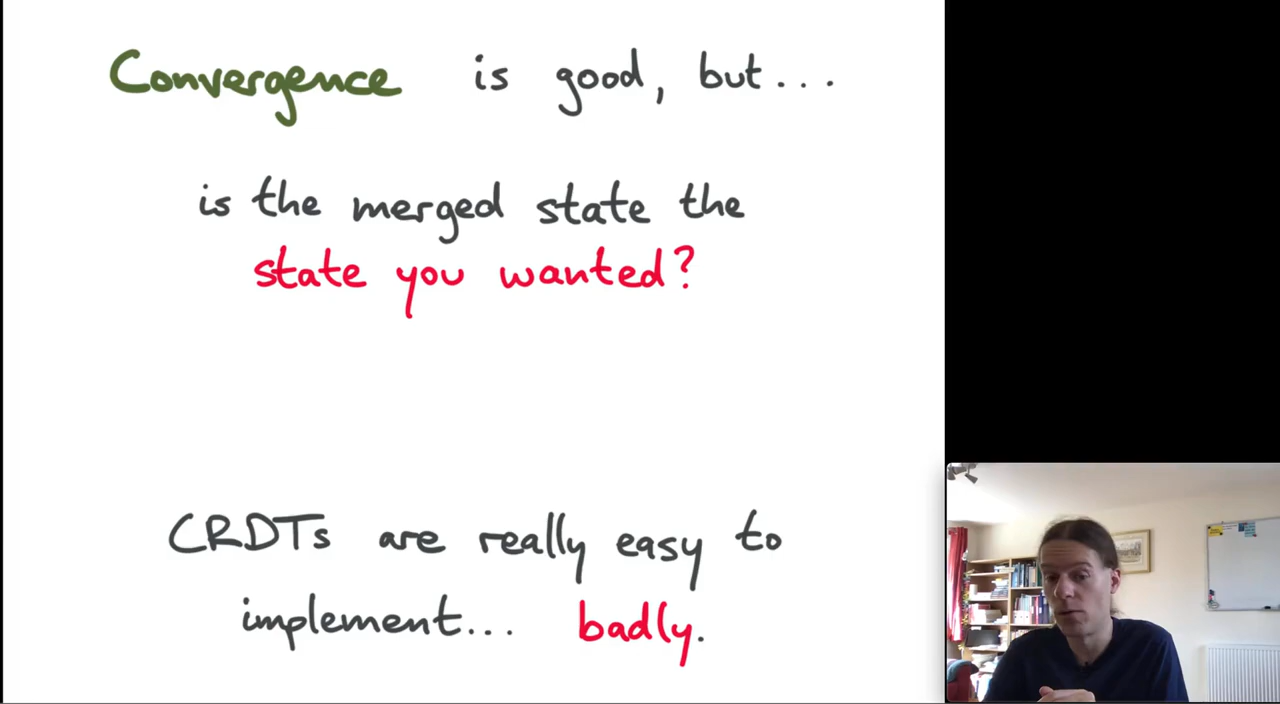 Convergence is good, but...
is the merged state the
state you wanted?
CRDTs are really easy to
implement... badly.